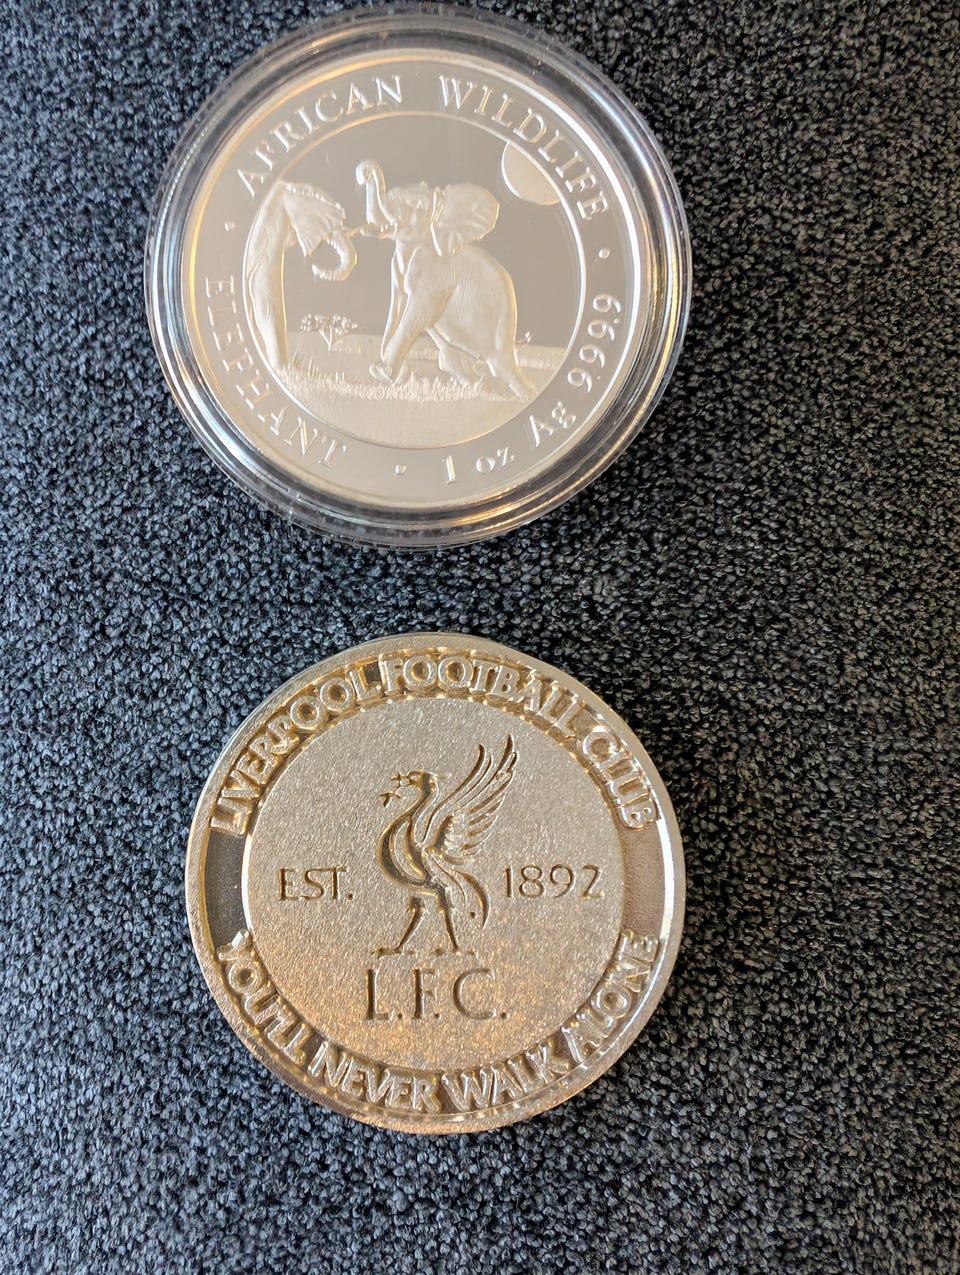 AFRICAN WILDLIFE
ELEPHANT
1 oz Ag 9999
LIVERPOOL FOOTBALL CLUB
EST. 1892
L.F.C.
YOU'LL NEVER WALK ALONE